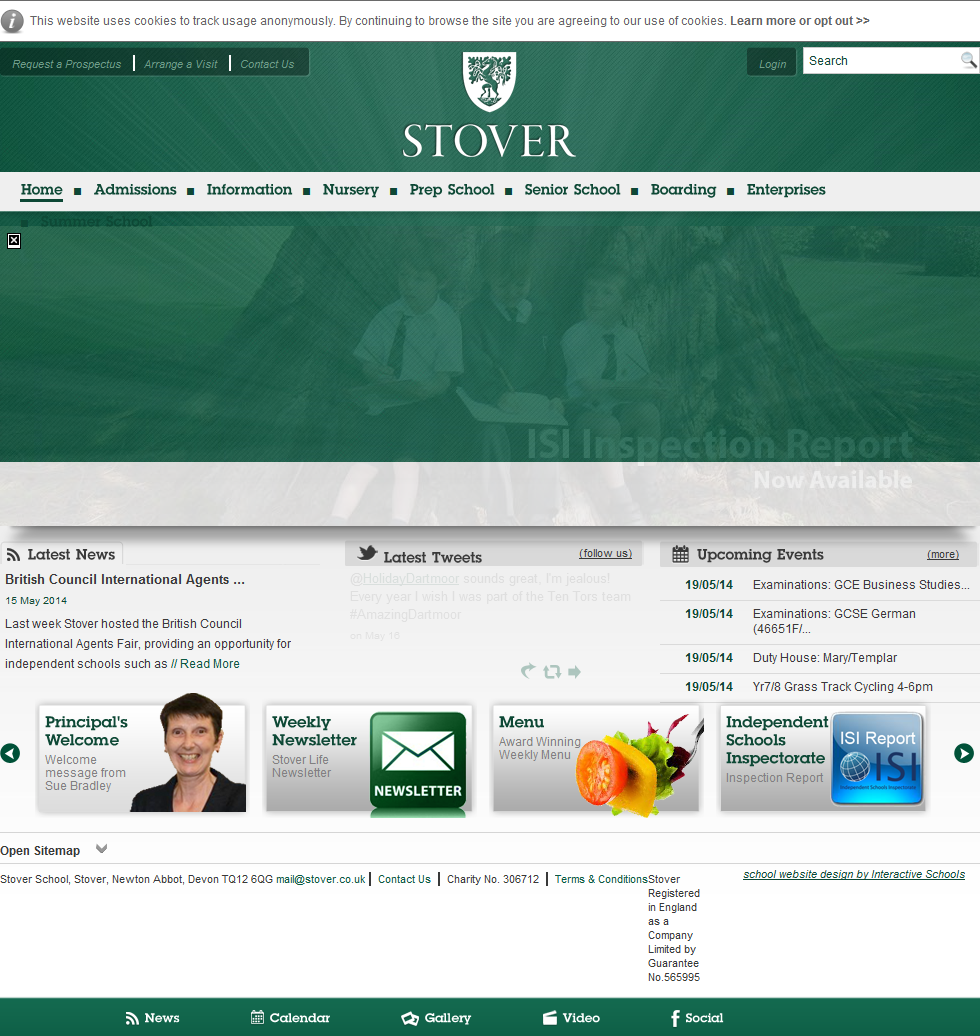 This website uses cookies to track usage anonymously. By continuing to browse the site you are agreeing to our use of cookies. Learn more or opt out >>
Request a Prospectus
Arrange a Visit
Contact Us
Login
Search
STOVER
Home
Admissions
Information
Nursery
Prep School
Senior School
Boarding
Enterprises
Summer School
ISI Inspection Report
Now Available
Latest News
British Council International Agents ...
15 May 2014
Last week Stover hosted the British Council
International Agents Fair, providing an opportunity for
independent schools such as // Read More
Latest Tweets
(follow us)
@HolidayDartmoor sounds great, I'm jealous!
Every year I wish I was part of the Ten Tors team
#AmazingDartmoor
on May 16
Upcoming Events
(more)
19/05/14 Examinations: GCE Business Studies...
19/05/14 Examinations: GCSE German
(46651F/...
19/05/14 Duty House: Mary/Templar
19/05/14 Yr7/8 Grass Track Cycling 4-6pm
Principal's
Welcome
Welcome
message from
Sue Bradley
Weekly
Newsletter
Stover Life
Newsletter
NEWSLETTER
Menu
Award Winning
Weekly Menu
Independent
Schools
Inspectorate
Inspection Report
ISI Report
ISI
Independent Schools Inspectorate
Open Sitemap
Stover School, Stover, Newton Abbot, Devon TQ12 6QG mail@stover.co.uk
Contact Us
Charity No. 306712
Terms & Conditions
Stover
Registered
in England
as a
Company
Limited by
Guarantee
No.565995
school website design by Interactive Schools
News
Calendar
Gallery
Video
Social